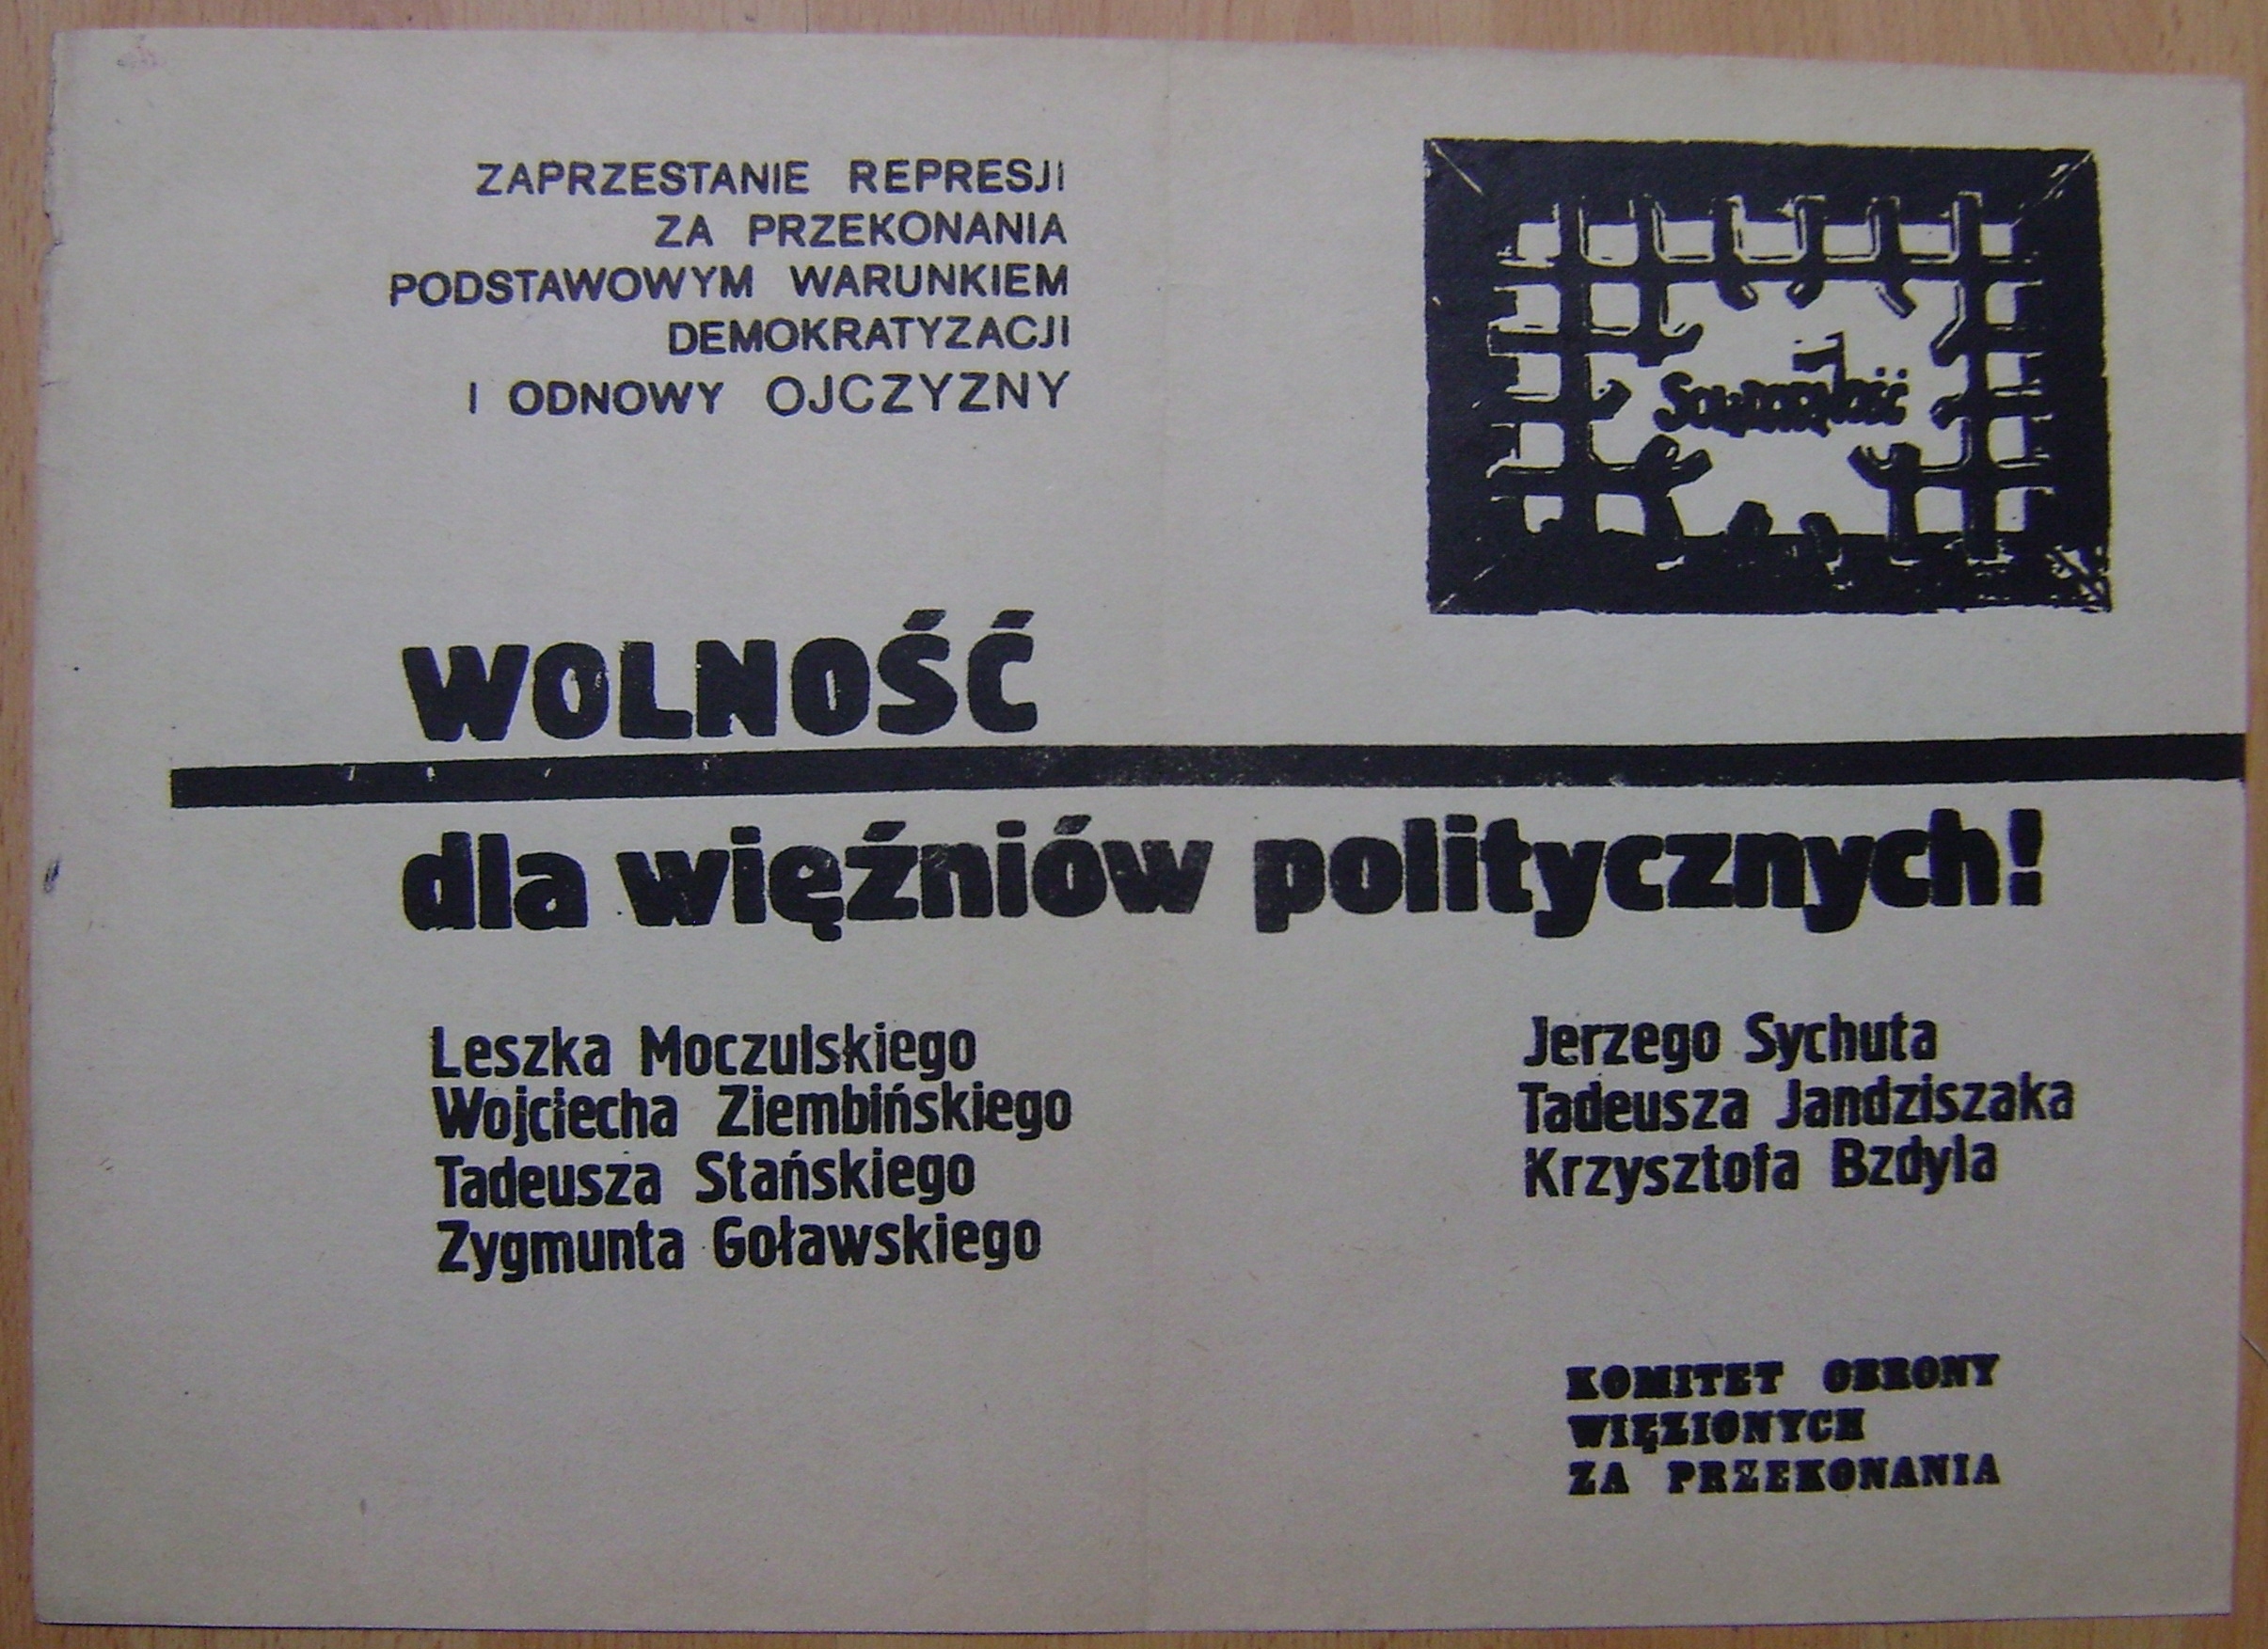 ZAPRZESTANIE REPRESJI
ZA PRZEKONANIA
PODSTAWOWYM WARUNKIEM
DEMOKRATYZACJI
I ODNOWY OJCZYZNY
Solidarność
WOLNOŚĆ
dla więźniów politycznych!
Leszka Moczulskiego
Wojciecha Ziembińskiego
Tadeusza Stańskiego
Zygmunta Goławskiego
Jerzego Sychuta
Tadeusza Jandziszaka
Krzysztofa Bzdyla
KOMITET OBRONY
WIĘZIONYCH
ZA PRZEKONANIA